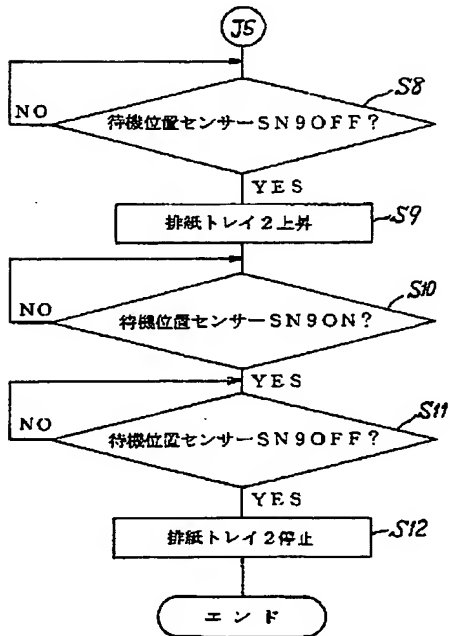 J5
S8
NO
待機位置センサーSN9OFF?
YES
S9
排紙トレイ2上昇
S10
NO
待機位置センサーSN9ON?
YES
S11
NO
待機位置センサーSN9OFF?
YES
S12
排紙トレイ2停止
エンド